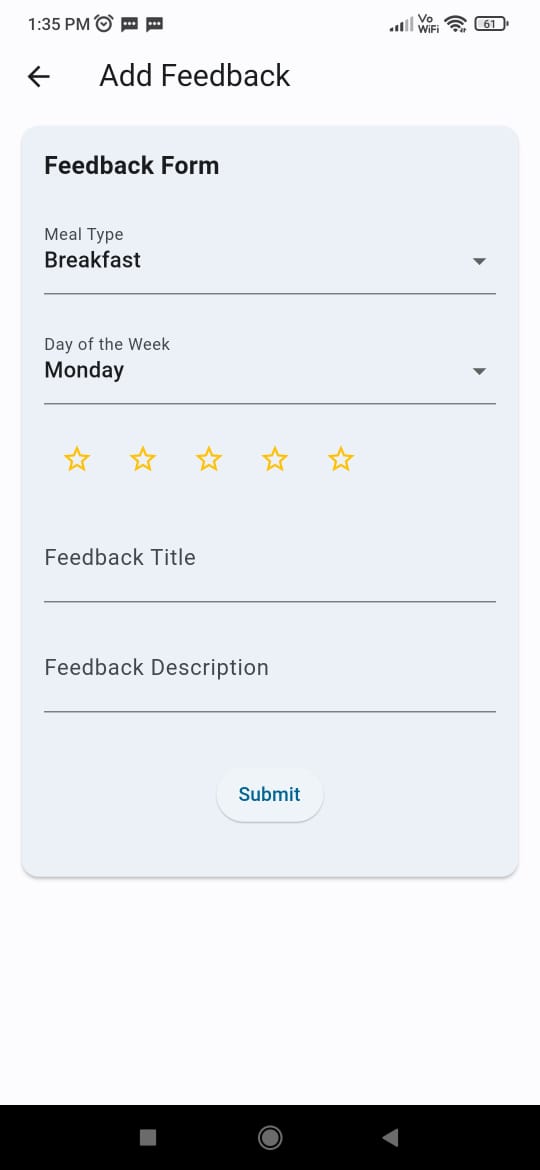 1:35 PM
Vo
WiFi
61
Add Feedback
Feedback Form
Meal Type
Breakfast
Day of the Week
Monday
Feedback Title
Feedback Description
Submit